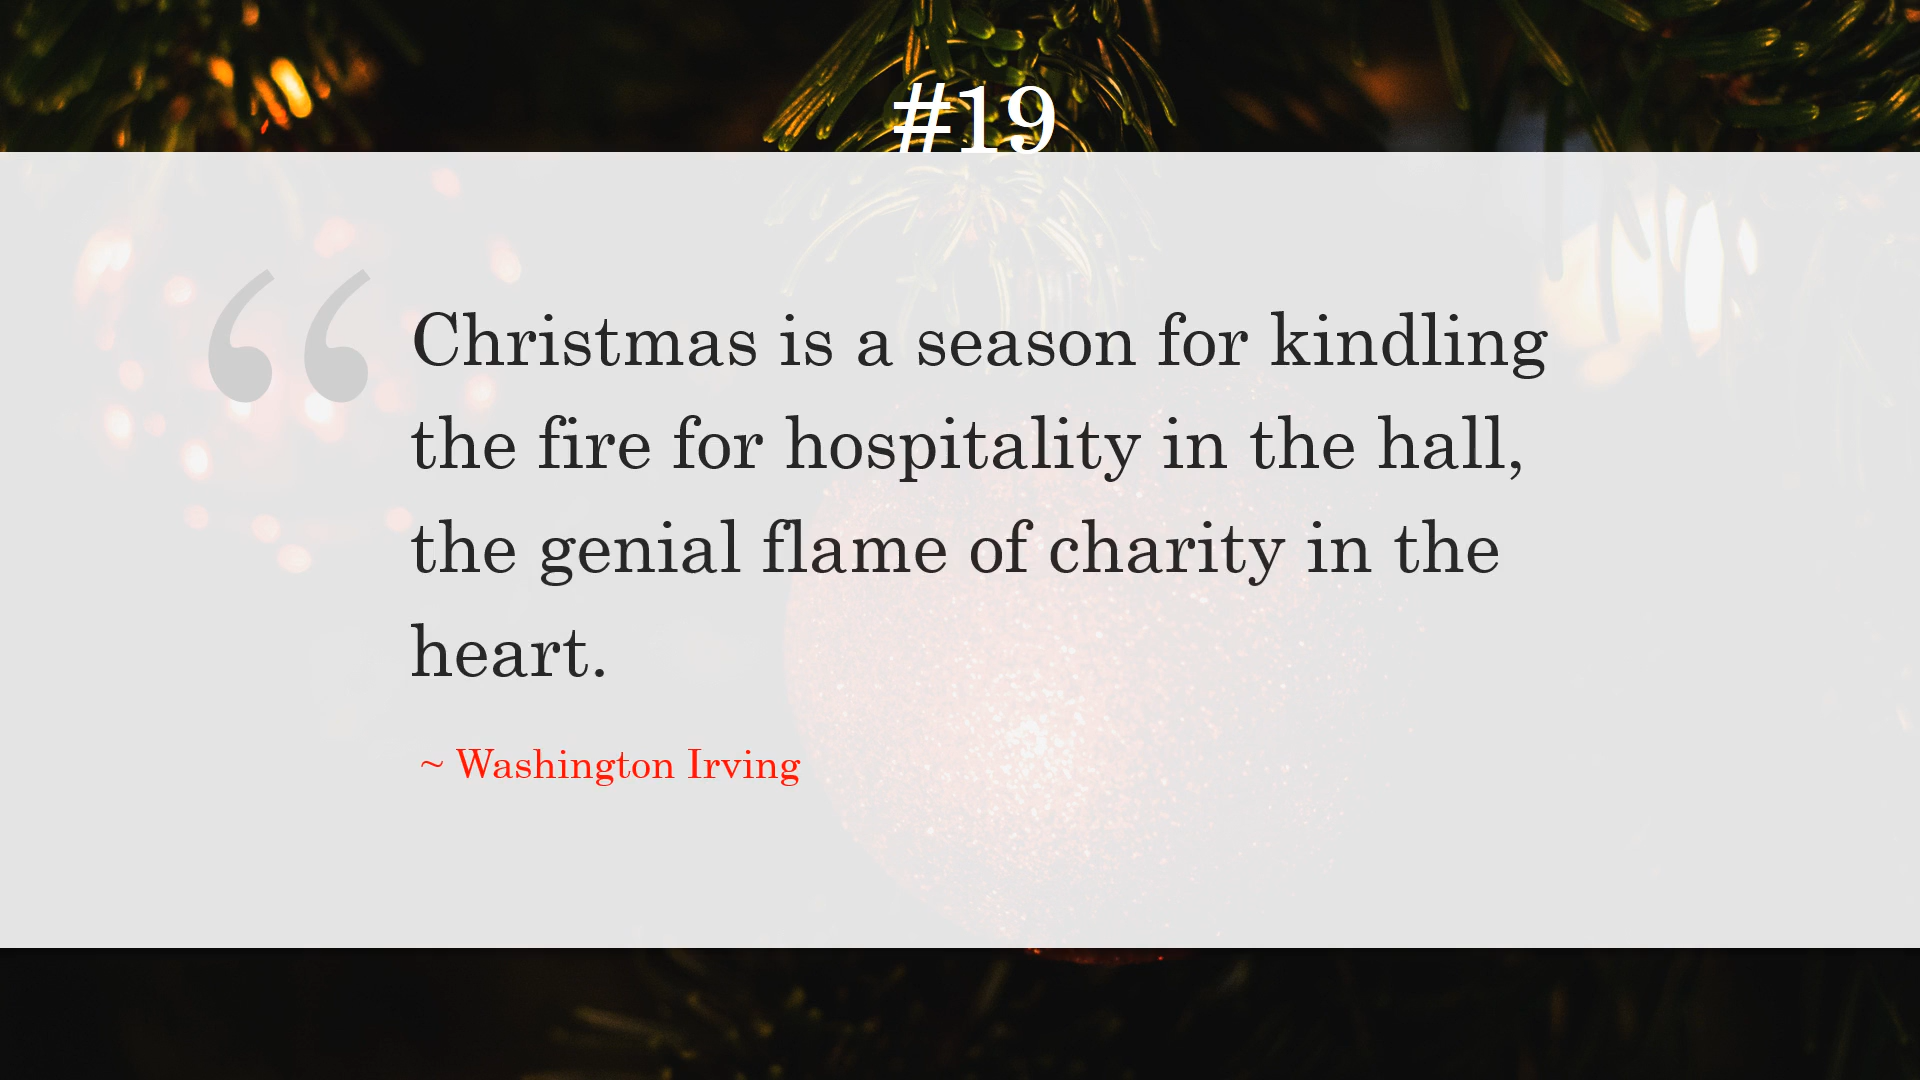 #19
“
Christmas is a season for kindling
the fire for hospitality in the hall,
the genial flame of charity in the
heart.
~ Washington Irving